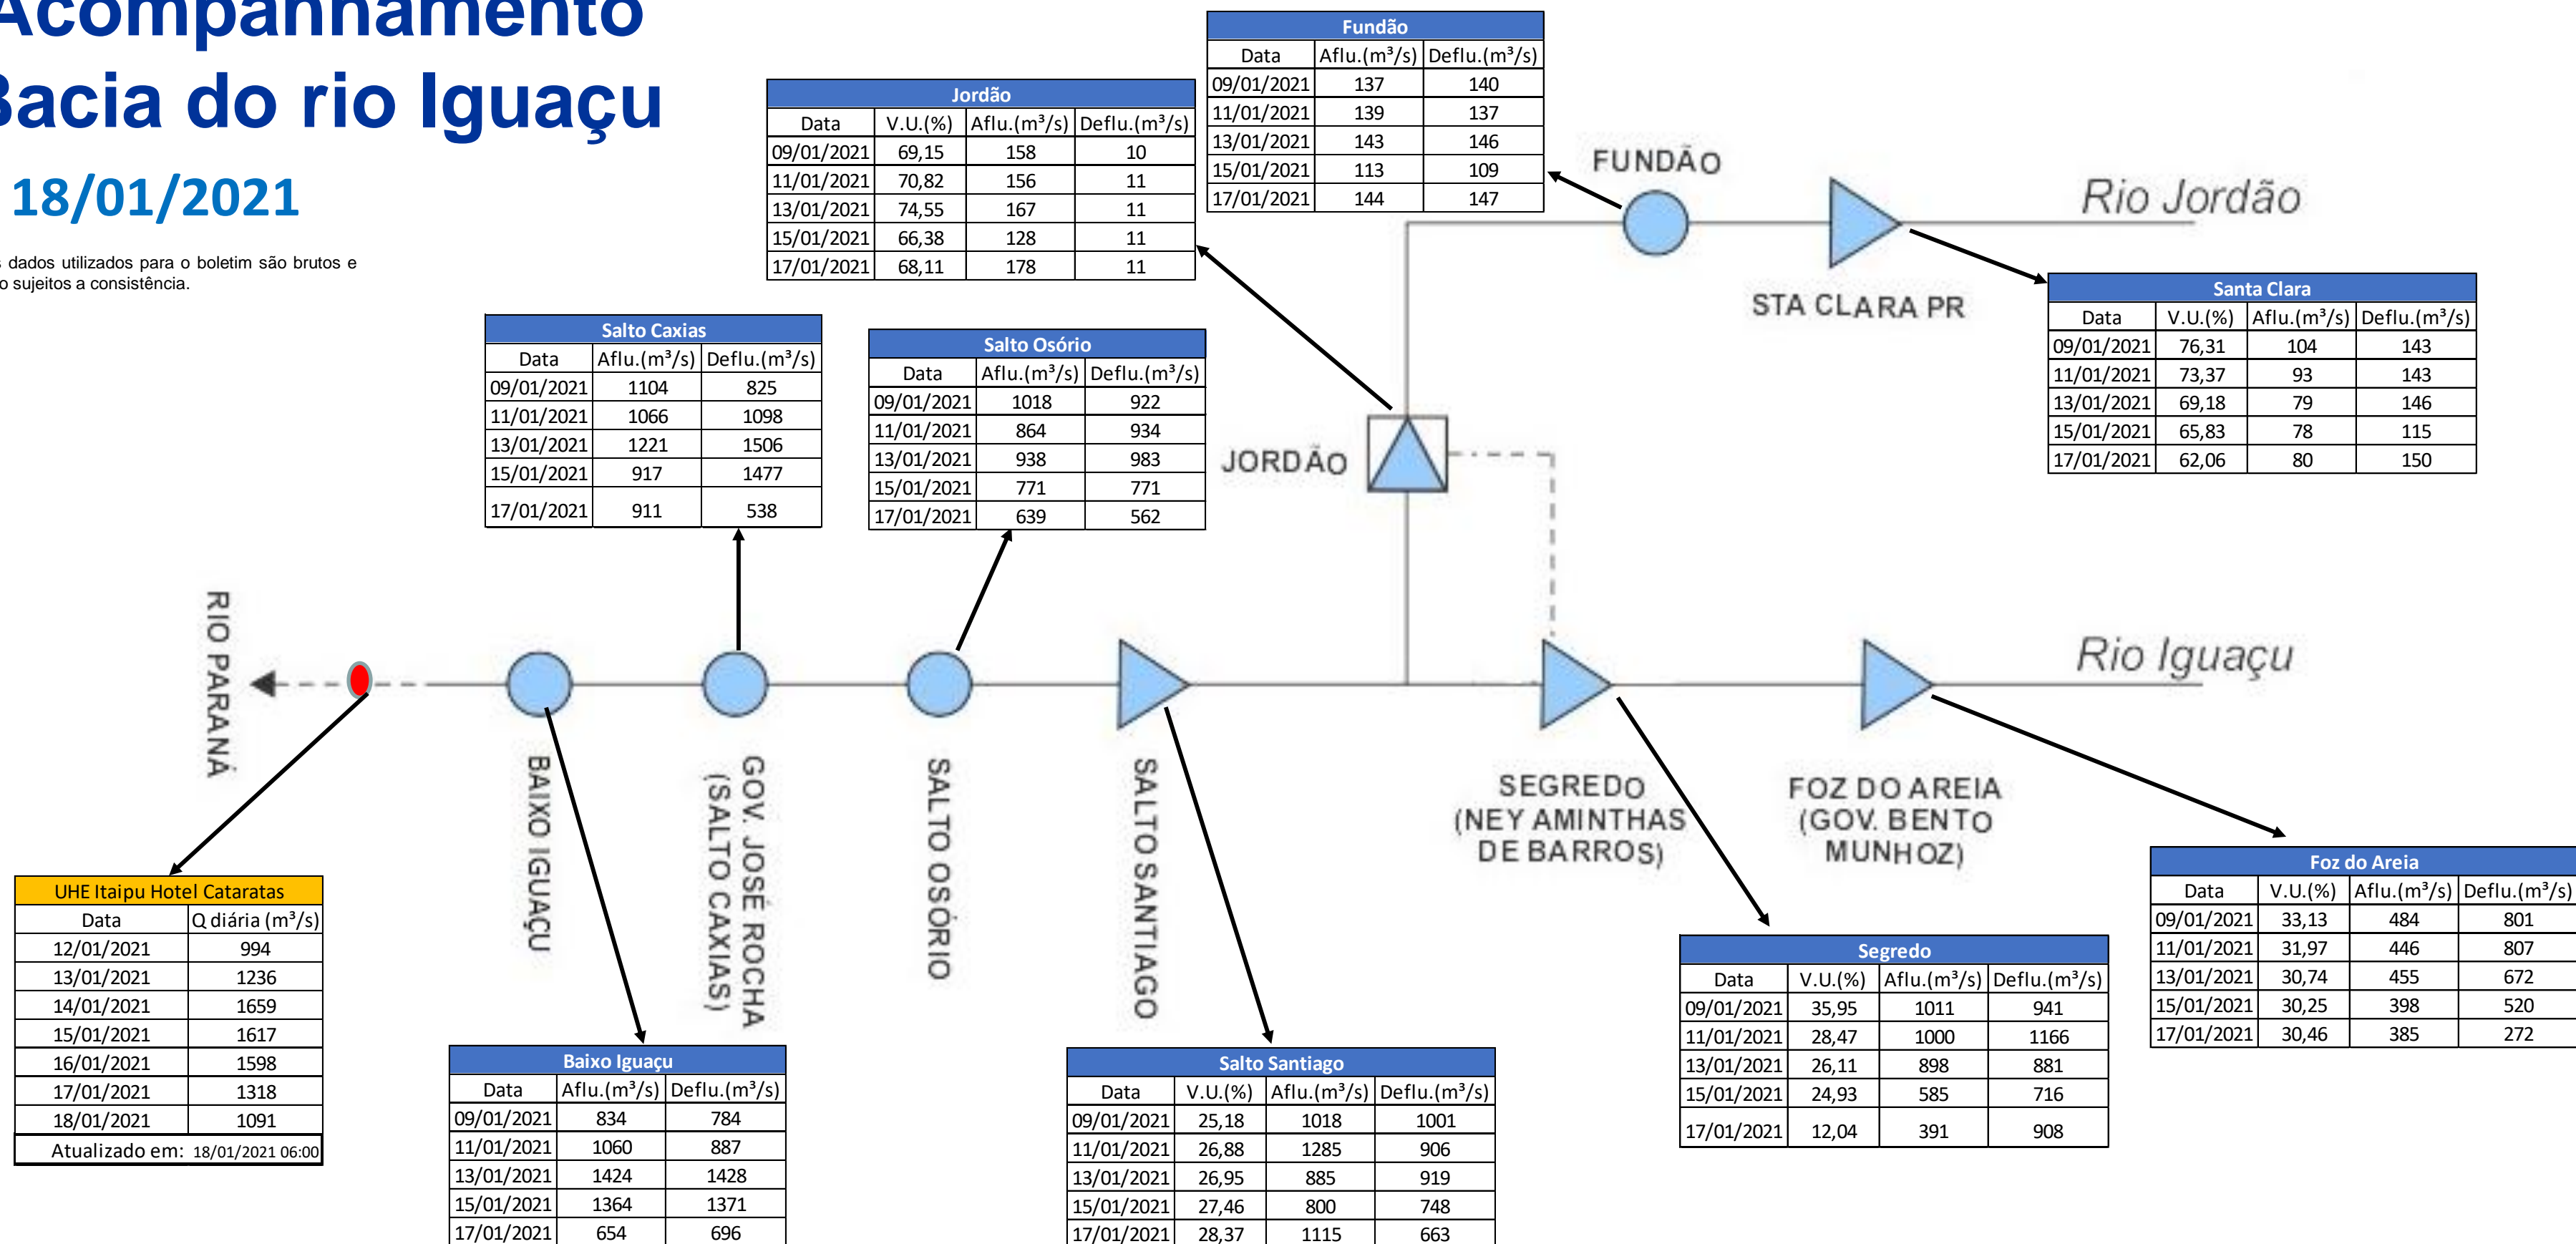 Acompanhamento
Bacia do rio Iguaçu
18/01/2021
s dados utilizados para o boletim são brutos e
o sujeitos a consistência.
Fundão
Data Aflu.(m³/s) Deflu.(m³/s)
09/01/2021 137 140
11/01/2021 139 137
13/01/2021 143 146
15/01/2021 113 109
17/01/2021 144 147
Jordão
Data V.U.(%) Aflu.(m³/s) Deflu.(m³/s)
09/01/2021 69,15 158 10
11/01/2021 70,82 156 11
13/01/2021 74,55 167 11
15/01/2021 66,38 128 11
17/01/2021 68,11 178 11
FUNDÃO
Rio Jordão
STA CLARA PR
Santa Clara
Data V.U.(%) Aflu.(m³/s) Deflu.(m³/s)
09/01/2021 76,31 104 143
11/01/2021 73,37 93 143
13/01/2021 69,18 79 146
15/01/2021 65,83 78 115
17/01/2021 62,06 80 150
Salto Caxias
Data Aflu.(m³/s) Deflu.(m³/s)
09/01/2021 1104 825
11/01/2021 1066 1098
13/01/2021 1221 1506
15/01/2021 917 1477
17/01/2021 911 538
Salto Osório
Data Aflu.(m³/s) Deflu.(m³/s)
09/01/2021 1018 922
11/01/2021 864 934
13/01/2021 938 983
15/01/2021 771 771
17/01/2021 639 562
JORDÃO
RIO PARANÁ
Rio Iguaçu
BAIXO IGUAÇU
GOV. JOSÉ ROCHA
(SALTO CAXIAS)
SALTO OSÓRIO
SALTO SANTIAGO
SEGREDO
(NEY AMINTHAS
DE BARROS)
FOZ DO AREIA
(GOV. BENTO
MUNHOZ)
UHE Itaipu Hotel Cataratas
Data Q diária (m³/s)
12/01/2021 994
13/01/2021 1236
14/01/2021 1659
15/01/2021 1617
16/01/2021 1598
17/01/2021 1318
18/01/2021 1091
Atualizado em: 18/01/2021 06:00
Baixo Iguaçu
Data Aflu.(m³/s) Deflu.(m³/s)
09/01/2021 834 784
11/01/2021 1060 887
13/01/2021 1424 1428
15/01/2021 1364 1371
17/01/2021 654 696
Salto Santiago
Data V.U.(%) Aflu.(m³/s) Deflu.(m³/s)
09/01/2021 25,18 1018 1001
11/01/2021 26,88 1285 906
13/01/2021 26,95 885 919
15/01/2021 27,46 800 748
17/01/2021 28,37 1115 663
Segredo
Data V.U.(%) Aflu.(m³/s) Deflu.(m³/s)
09/01/2021 35,95 1011 941
11/01/2021 28,47 1000 1166
13/01/2021 26,11 898 881
15/01/2021 24,93 585 716
17/01/2021 12,04 391 908
Foz do Areia
Data V.U.(%) Aflu.(m³/s) Deflu.(m³/s)
09/01/2021 33,13 484 801
11/01/2021 31,97 446 807
13/01/2021 30,74 455 672
15/01/2021 30,25 398 520
17/01/2021 30,46 385 272